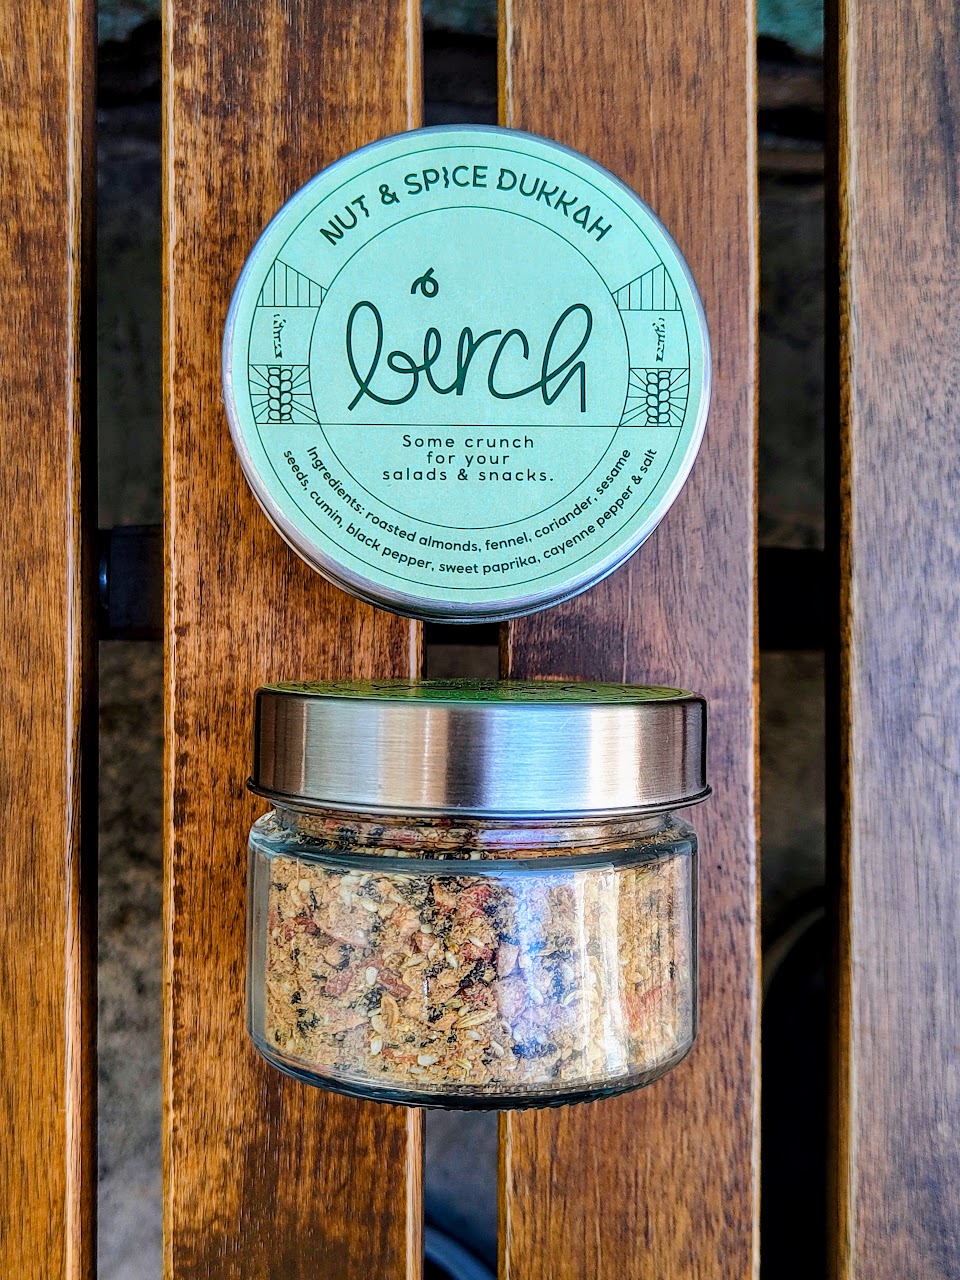 NUT & SPICE DUKKAH
birch
Some crunch
for your
salads & snacks.
Ingredients: roasted almonds, fennel, coriander, sesame
seeds, cumin, black pepper, sweet paprika, cayenne pepper & salt